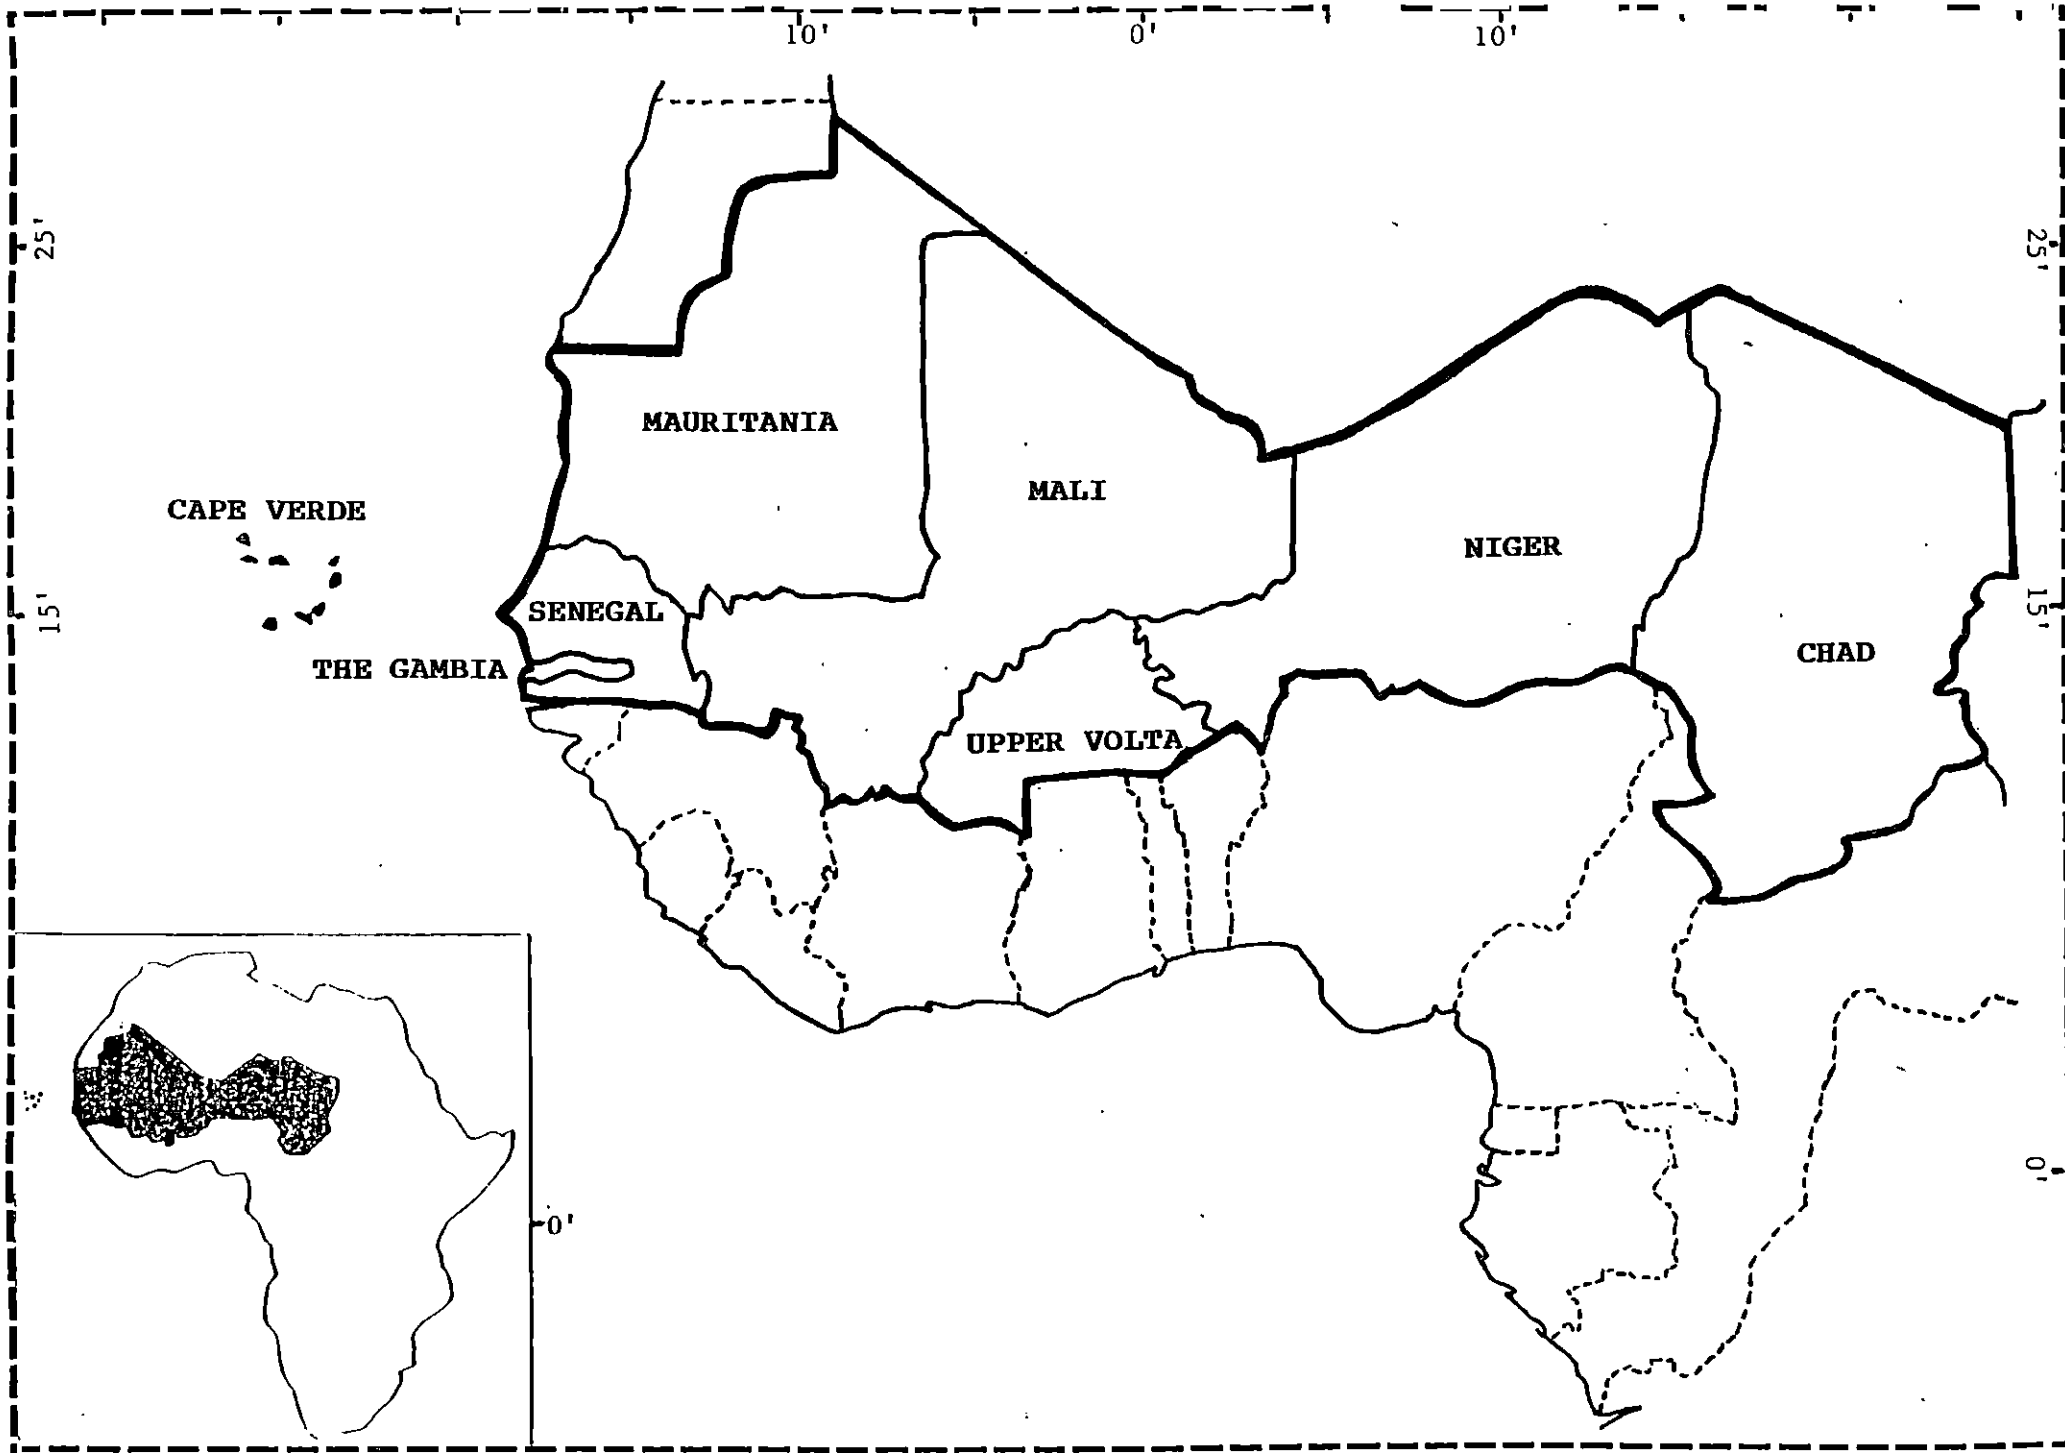 10' 0' 10'
25' 25'
MAURITANIA
MALI
CAPE VERDE
NIGER
15' SENEGAL 15'
CHAD
THE GAMBIA
UPPER VOLTA
0'
0'